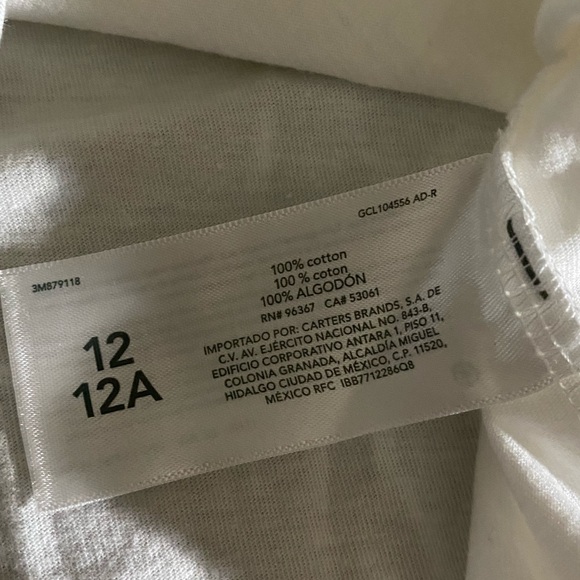 GCL104556 AD-R
3M879118
100% cotton
100 % coton
100% ALGODÓN
RN# 96367 CA# 53061
12
12A
IMPORTADO POR: CARTERS BRANDS, S.A. DE
C.V. AV. EJÉRCITO NACIONAL NO. 843-B,
EDIFICIO CORPORATIVO ANTARA 1, PISO 11,
COLONIA GRANADA, ALCALDÍA MIGUEL
HIDALGO CIUDAD DE MÉXICO, C.P. 11520,
MÉXICO RFC IBB7712286Q8